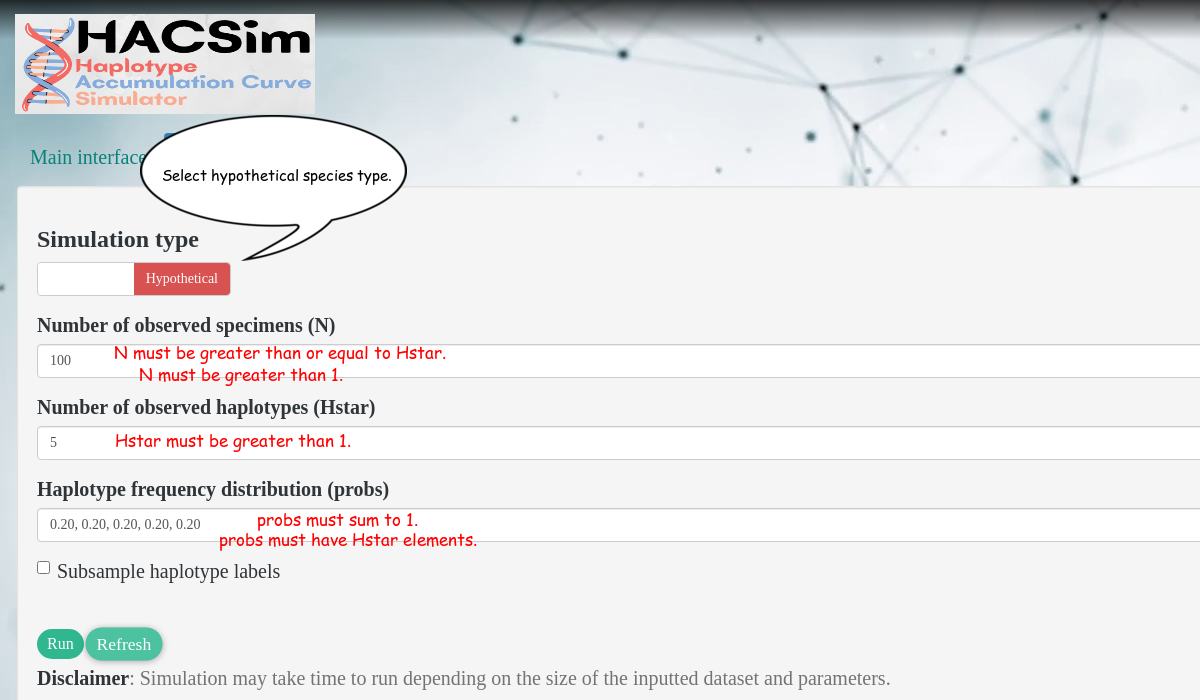 HACSim
Haplotype
Accumulation Curve
Simulator
Main interface
Select hypothetical species type.
Simulation type
Hypothetical
Number of observed specimens (N)
100
N must be greater than or equal to Hstar.
N must be greater than 1.
Number of observed haplotypes (Hstar)
5 Hstar must be greater than 1.
Haplotype frequency distribution (probs)
0.20, 0.20, 0.20, 0.20, 0.20
probs must sum to 1.
probs must have Hstar elements.
Subsample haplotype labels
Run Refresh
Disclaimer: Simulation may take time to run depending on the size of the inputted dataset and parameters.